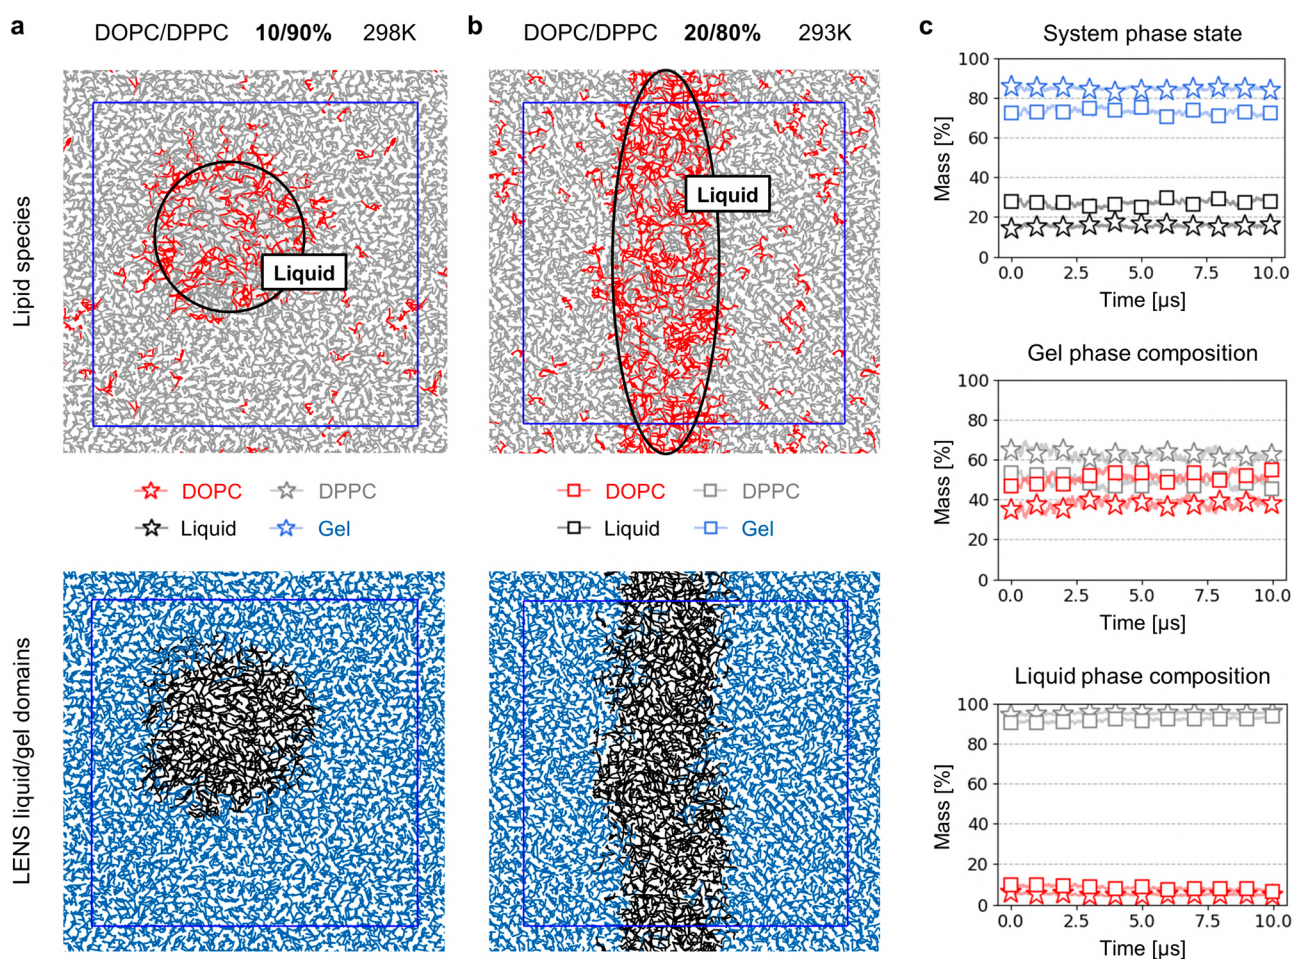 a DOPC/DPPC 10/90% 298K
b DOPC/DPPC 20/80% 293K
c System phase state
Lipid species
Liquid
Liquid
DOPC DPPC
Liquid Gel
DOPC DPPC
Liquid Gel
LENS liquid/gel domains
Mass [%]
100
80
60
40
20
0
0.0 2.5 5.0 7.5 10.0
Time [µs]
Gel phase composition
Mass [%]
100
80
60
40
20
0
0.0 2.5 5.0 7.5 10.0
Time [µs]
Liquid phase composition
Mass [%]
100
80
60
40
20
0
0.0 2.5 5.0 7.5 10.0
Time [µs]